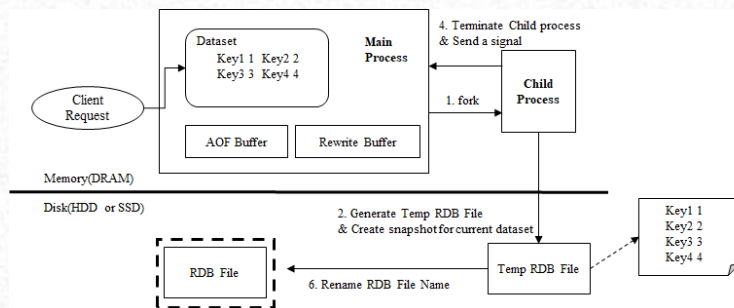 4. Terminate Child process
& Send a signal
Dataset
Key1 1 Key2 2
Key3 3 Key4 4
Main
Process
Child
Process
Client
Request
1. fork
AOF Buffer
Rewrite Buffer
Memory(DRAM)
Disk(HDD or SSD)
2. Generate Temp RDB File
& Create snapshot for current dataset
Key1 1
Key2 2
Key3 3
Key4 4
RDB File
Temp RDB File
6. Rename RDB File Name